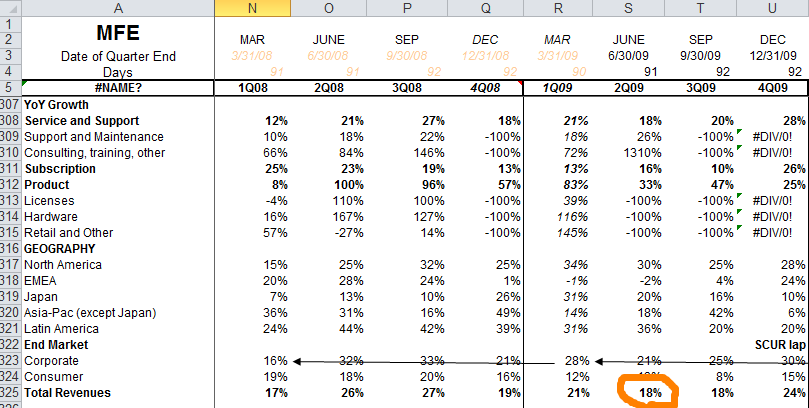 A N O P Q R S T U
1 MFE
2 MAR JUNE SEP DEC MAR JUNE SEP DEC
3 Date of Quarter End 3/31/08 6/30/08 9/30/08 12/31/08 3/31/09 6/30/09 9/30/09 12/31/09
4 Days 91 91 92 92 90 91 92 92
5 #NAME? 1Q08 2Q08 3Q08 4Q08 1Q09 2Q09 3Q09 4Q09
307 YoY Growth
308 Service and Support 12% 21% 27% 18% 21% 18% 20% 28%
309 Support and Maintenance 10% 18% 22% -100% 18% 26% -100% #DIV/0!
310 Consulting, training, other 66% 84% 146% -100% 72% 1310% -100% #DIV/0!
311 Subscription 25% 23% 19% 13% 13% 16% 10% 26%
312 Product 8% 100% 96% 57% 83% 33% 47% 25%
313 Licenses -4% 110% 100% -100% 39% -100% -100% #DIV/0!
314 Hardware 16% 167% 127% -100% 116% -100% -100% #DIV/0!
315 Retail and Other 57% -27% 14% -100% 145% -100% -100% #DIV/0!
316 GEOGRAPHY
317 North America 15% 25% 32% 25% 34% 30% 25% 28%
318 EMEA 20% 28% 24% 1% -1% -2% 4% 23%
319 Japan 7% 13% 10% 26% 31% 20% 16% 10%
320 Asia-Pac (except Japan) 36% 31% 16% 49% 14% 18% 42% 6%
321 Latin America 24% 44% 42% 39% 31% 36% 20% 20%
322 End Market SCUR lap
323 Corporate 16% 32% 33% 21% 28% 21% 25% 30%
324 Consumer 19% 18% 20% 16% 12% 8% 15%
325 Total Revenues 17% 26% 27% 19% 21% 18% 18% 24%